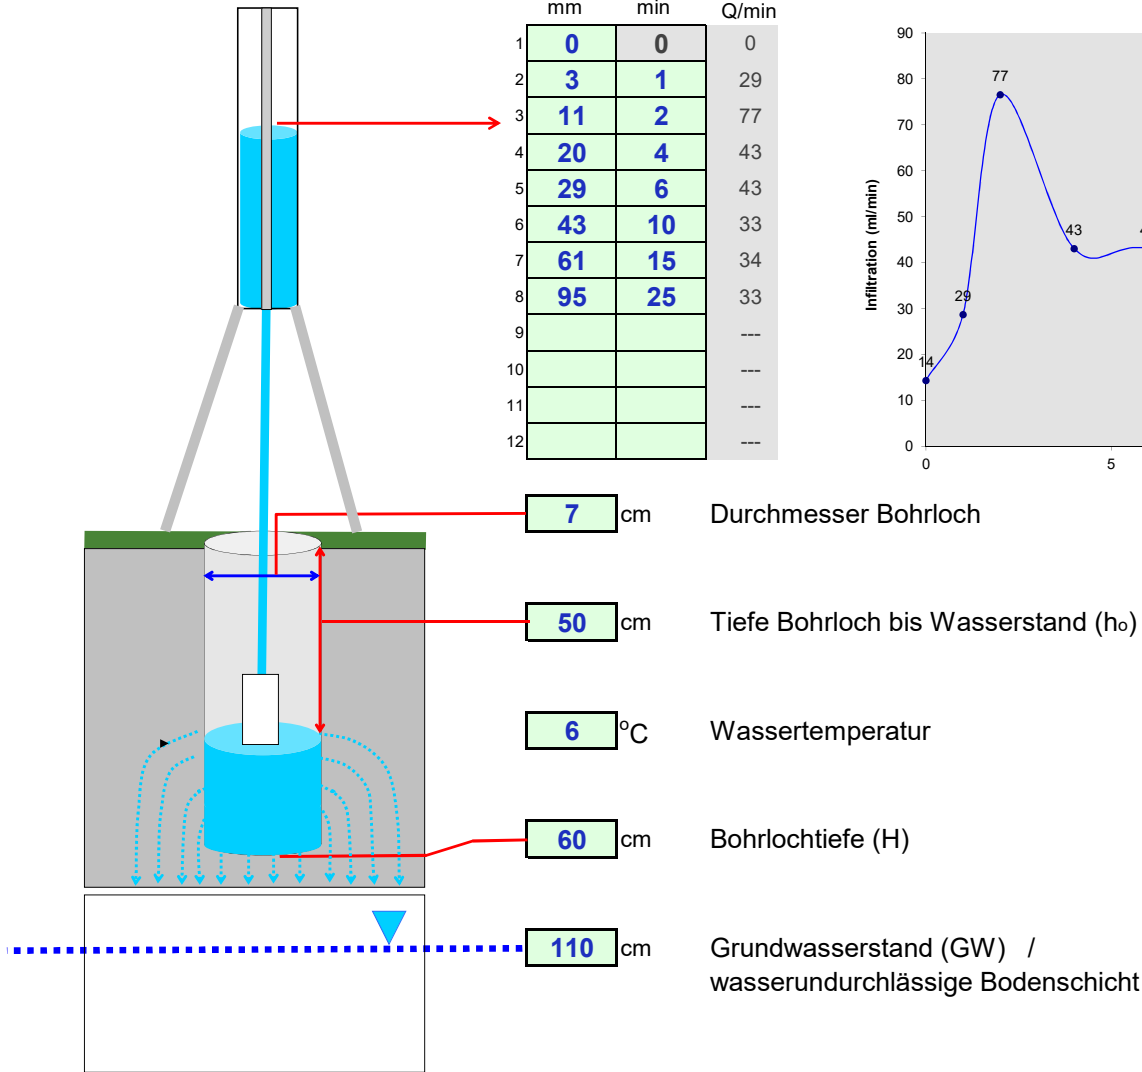 mm min Q/min
1 0 0 0
2 3 1 29
3 11 2 77
4 20 4 43
5 29 6 43
6 43 10 33
7 61 15 34
8 95 25 33
9 ---
10 ---
11 ---
12 ---
Infiltration (ml/min)
90
80
70
60
50
40
30
20
10
0
0 5
14
29
77
43
7 cm Durchmesser Bohrloch
50 cm Tiefe Bohrloch bis Wasserstand (ho)
6 °C Wassertemperatur
60 cm Bohrlochtiefe (H)
110 cm Grundwasserstand (GW) /
wasserundurchlässige Bodenschicht